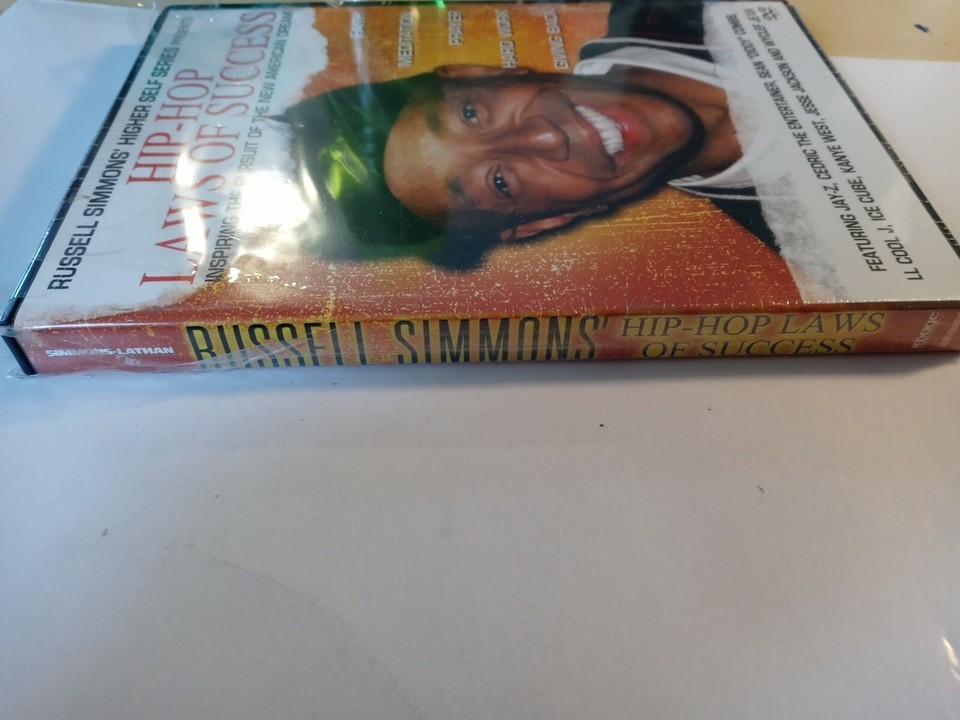 RUSSELL SIMMONS' HIGHER SELF SERIES PRESENTS
HIP-HOP
LAWS OF SUCCESS
INSPIRING THE PURSUIT OF THE NEW AMERICAN DREAM
MEDITATION
PRAYER
HARD WORK
GIVING BACK
FEATURING JAY-Z, CEDRIC THE ENTERTAINER, SEAN "DIDDY" COMBS,
LL COOL J, ICE CUBE, KANYE WEST, JESSE JACKSON AND WYCLEF JEAN
SIMMONS-LATHAN
RUSSELL SIMMONS'
HIP-HOP LAWS
OF SUCCESS